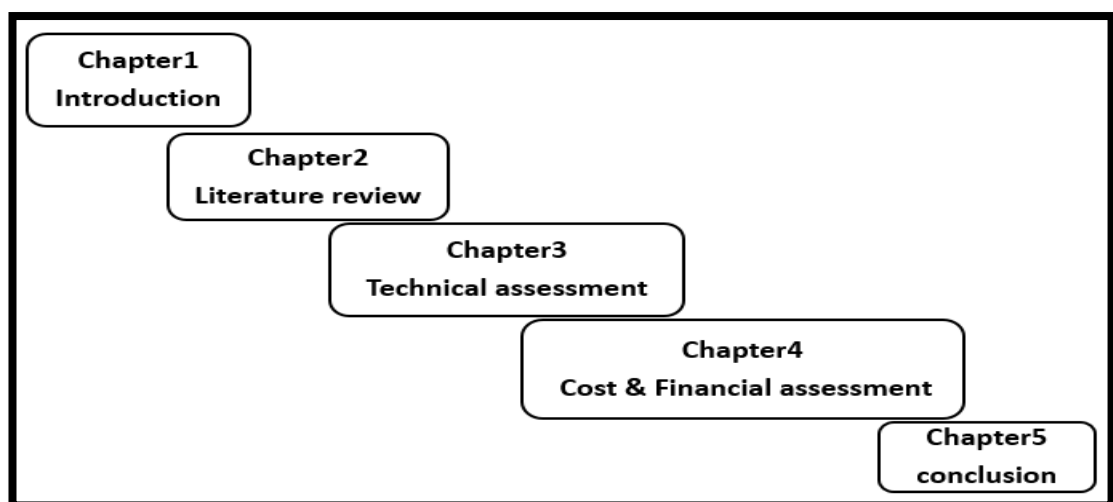 Chapter1
Introduction
Chapter2
Literature review
Chapter3
Technical assessment
Chapter4
Cost & Financial assessment
Chapter5
conclusion